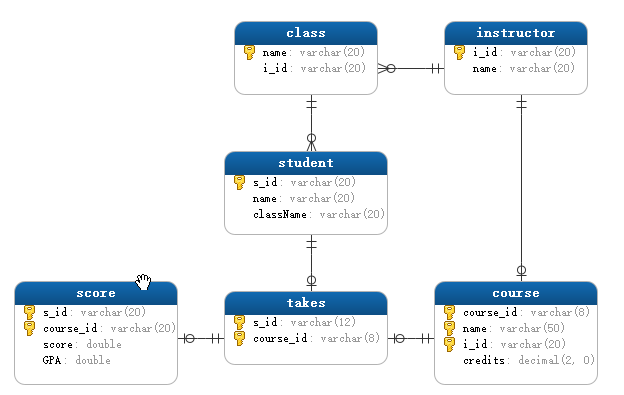 class
name: varchar(20)
i_id: varchar(20)
instructor
i_id: varchar(20)
name: varchar(20)
student
s_id: varchar(20)
name: varchar(20)
className: varchar(20)
score
s_id: varchar(20)
course_id: varchar(20)
score: double
GPA: double
takes
s_id: varchar(12)
course_id: varchar(8)
course
course_id: varchar(8)
name: varchar(50)
i_id: varchar(20)
credits: decimal(2, 0)